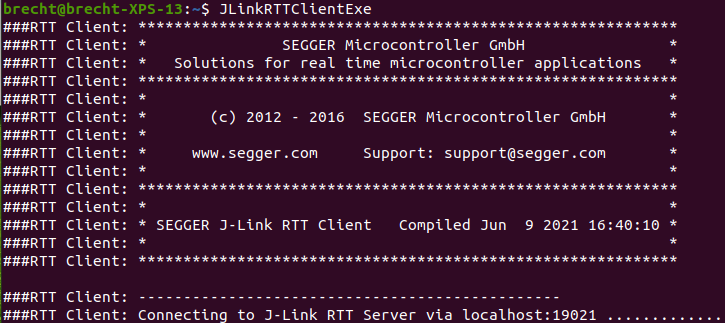 brecht@brecht-XPS-13:~$ JLinkRTTClientExe
###RTT Client: ************************************************************
###RTT Client: *               SEGGER Microcontroller GmbH                *
###RTT Client: *   Solutions for real time microcontroller applications   *
###RTT Client: ************************************************************
###RTT Client: *                                                          *
###RTT Client: *       (c) 2012 - 2016  SEGGER Microcontroller GmbH       *
###RTT Client: *                                                          *
###RTT Client: *     www.segger.com     Support: support@segger.com       *
###RTT Client: *                                                          *
###RTT Client: ************************************************************
###RTT Client: *                                                          *
###RTT Client: * SEGGER J-Link RTT Client   Compiled Jun  9 2021 16:40:10 *
###RTT Client: *                                                          *
###RTT Client: ************************************************************
###RTT Client: -----------------------------------------------
###RTT Client: Connecting to J-Link RTT Server via localhost:19021 .............